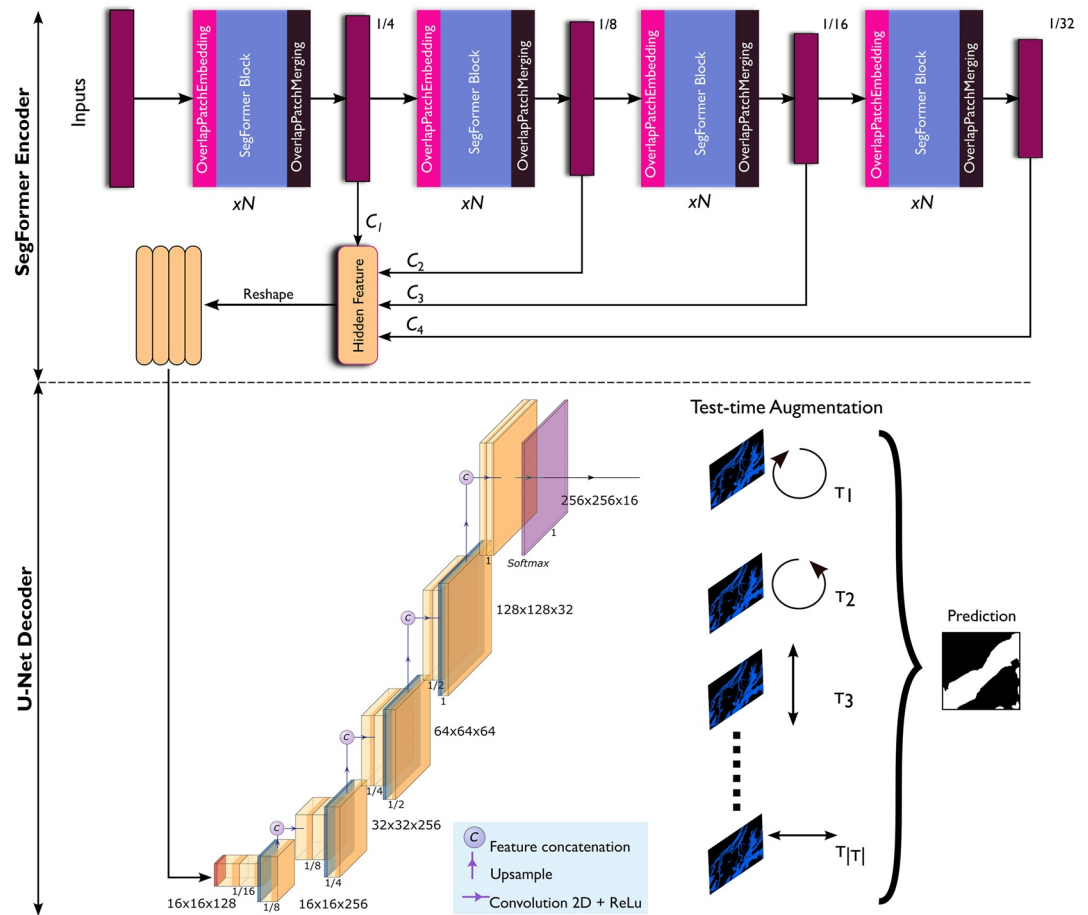 SegFormer Encoder
Inputs
OverlapPatchEmbedding
SegFormer Block
OverlapPatchMerging
xN
1/4
OverlapPatchEmbedding
SegFormer Block
OverlapPatchMerging
xN
1/8
OverlapPatchEmbedding
SegFormer Block
OverlapPatchMerging
xN
1/16
OverlapPatchEmbedding
SegFormer Block
OverlapPatchMerging
xN
1/32
C1
C2
C3
C4
Hidden Feature
Reshape
U-Net Decoder
C
256x256x16
1
1
Softmax
C
128x128x32
1/2
1
C
64x64x64
1/4
1/2
C
32x32x256
1/8
1/4
16x16x256
1/16
1/8
16x16x128
C Feature concatenation
Upsample
Convolution 2D + ReLu
Test-time Augmentation
T1
T2
T3
T|T|
Prediction